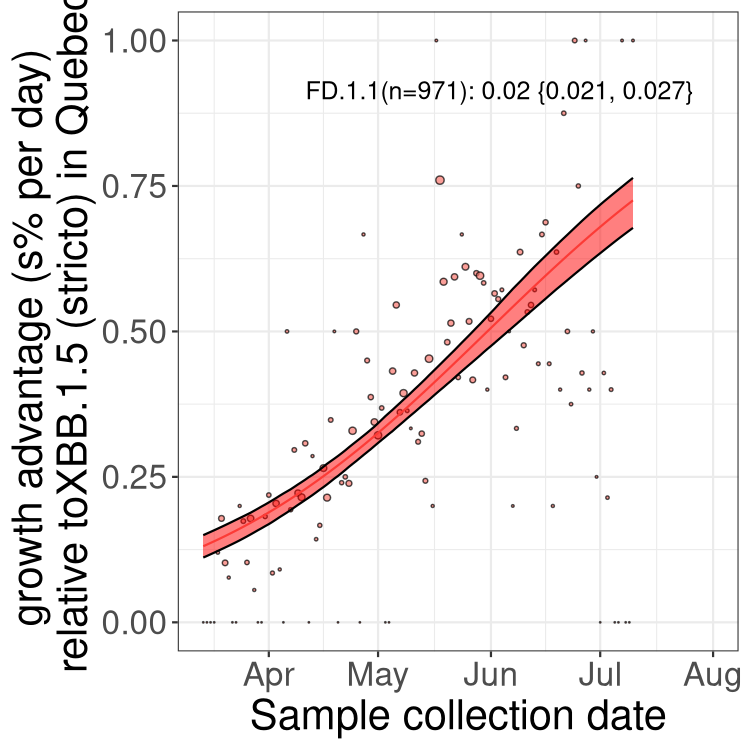 growth advantage (s% per day)
relative toXBB.1.5 (stricto) in Quebec
1.00
0.75
0.50
0.25
0.00
FD.1.1(n=971): 0.02 {0.021, 0.027}
Apr May Jun Jul Aug
Sample collection date